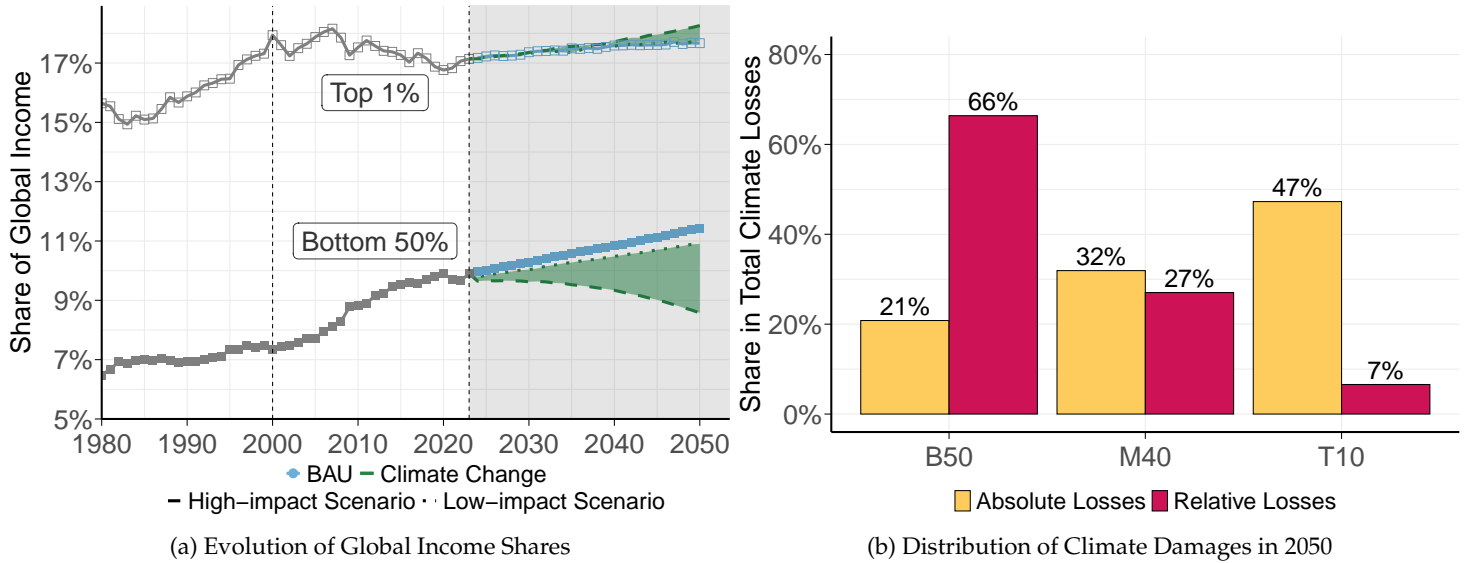 Share of Global Income
17%
15%
13%
11%
9%
7%
5%
Top 1%
Bottom 50%
1980 1990 2000 2010 2020 2030 2040 2050
BAU Climate Change
High−impact Scenario Low−impact Scenario
(a) Evolution of Global Income Shares
Share in Total Climate Losses
80%
60%
40%
20%
0%
21% 66% 32% 27% 47% 7%
B50 M40 T10
Absolute Losses Relative Losses
(b) Distribution of Climate Damages in 2050